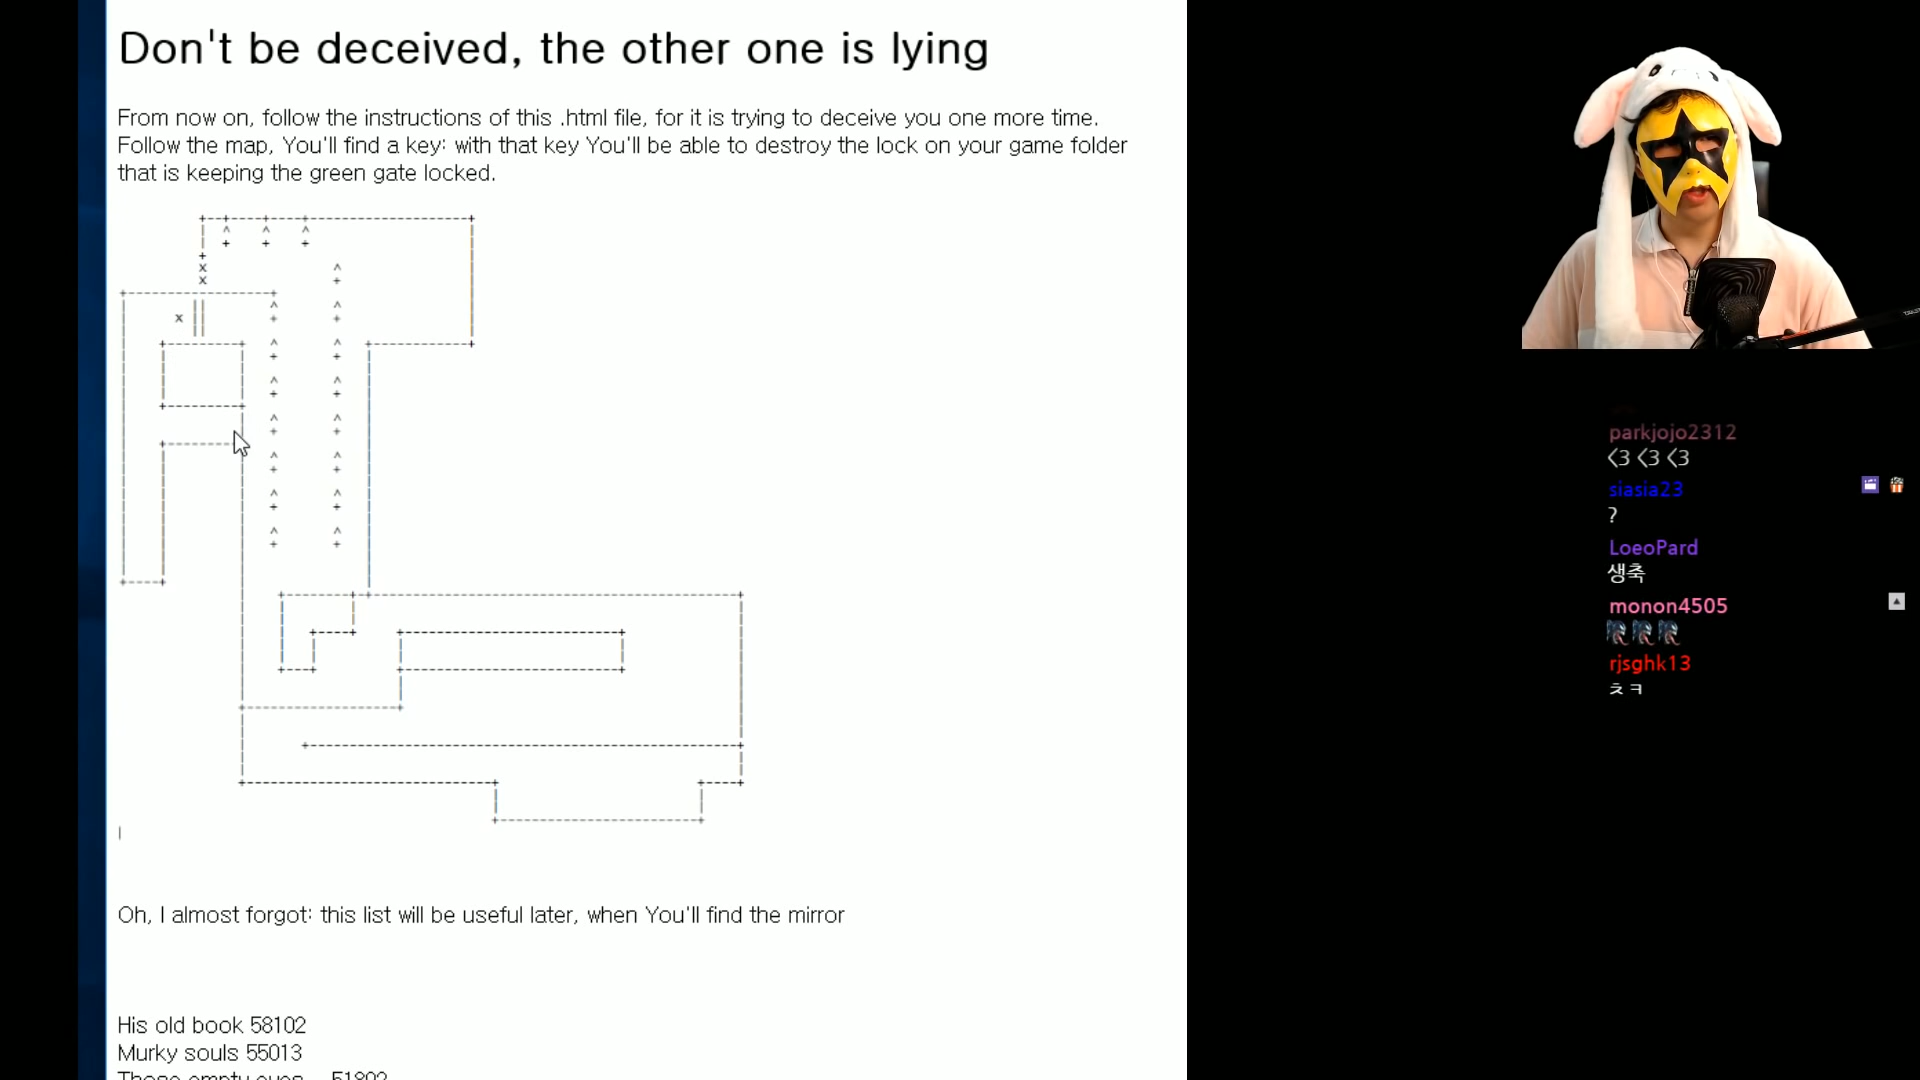 Don't be deceived, the other one is lying
From now on, follow the instructions of this .html file, for it is trying to deceive you one more time.
Follow the map, You'll find a key: with that key You'll be able to destroy the lock on your game folder
that is keeping the green gate locked.
x
x
x
Oh, I almost forgot: this list will be useful later, when You'll find the mirror
His old book 58102
Murky souls 55013
Those empty eyes 51802
parkjojo2312
<3 <3 <3
siasia23
?
LoeoPard
생축
monon4505
rjsghk13
ㅊㅋ